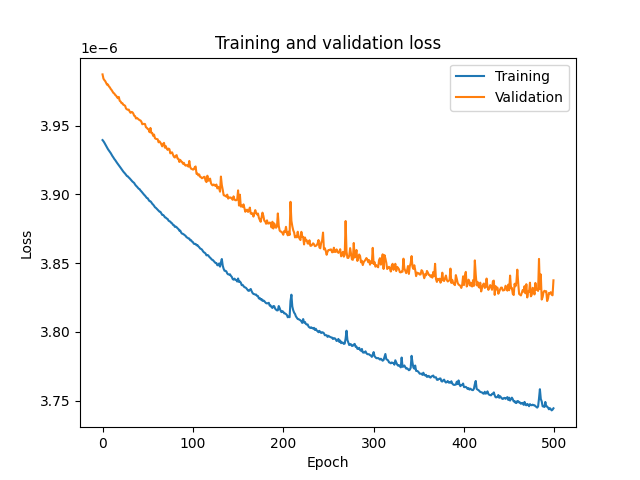 Training and validation loss
1e−6
Training
Validation
3.95
3.90
3.85
3.80
3.75
Loss
0 100 200 300 400 500
Epoch